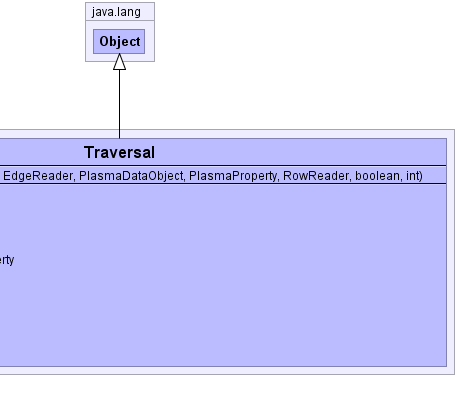 java.lang
Object
Traversal
EdgeReader, PlasmaDataObject, PlasmaProperty, RowReader, boolean, int)
erty